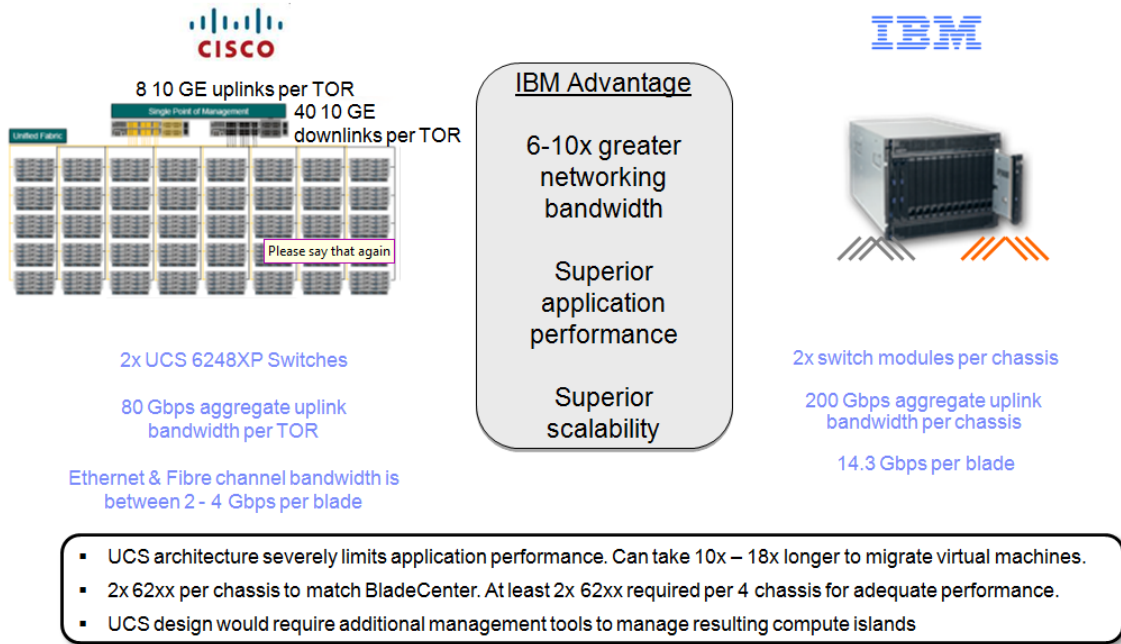 CISCO
8 10 GE uplinks per TOR
Single Point of Management
40 10 GE
downlinks per TOR
Unified Fabric
Please say that again
2x UCS 6248XP Switches
80 Gbps aggregate uplink
bandwidth per TOR
Ethernet & Fibre channel bandwidth is
between 2 - 4 Gbps per blade
IBM Advantage
6-10x greater
networking
bandwidth
Superior
application
performance
Superior
scalability
IBM
2x switch modules per chassis
200 Gbps aggregate uplink
bandwidth per chassis
14.3 Gbps per blade
▪ UCS architecture severely limits application performance. Can take 10x – 18x longer to migrate virtual machines.
▪ 2x 62xx per chassis to match BladeCenter. At least 2x 62xx required per 4 chassis for adequate performance.
▪ UCS design would require additional management tools to manage resulting compute islands